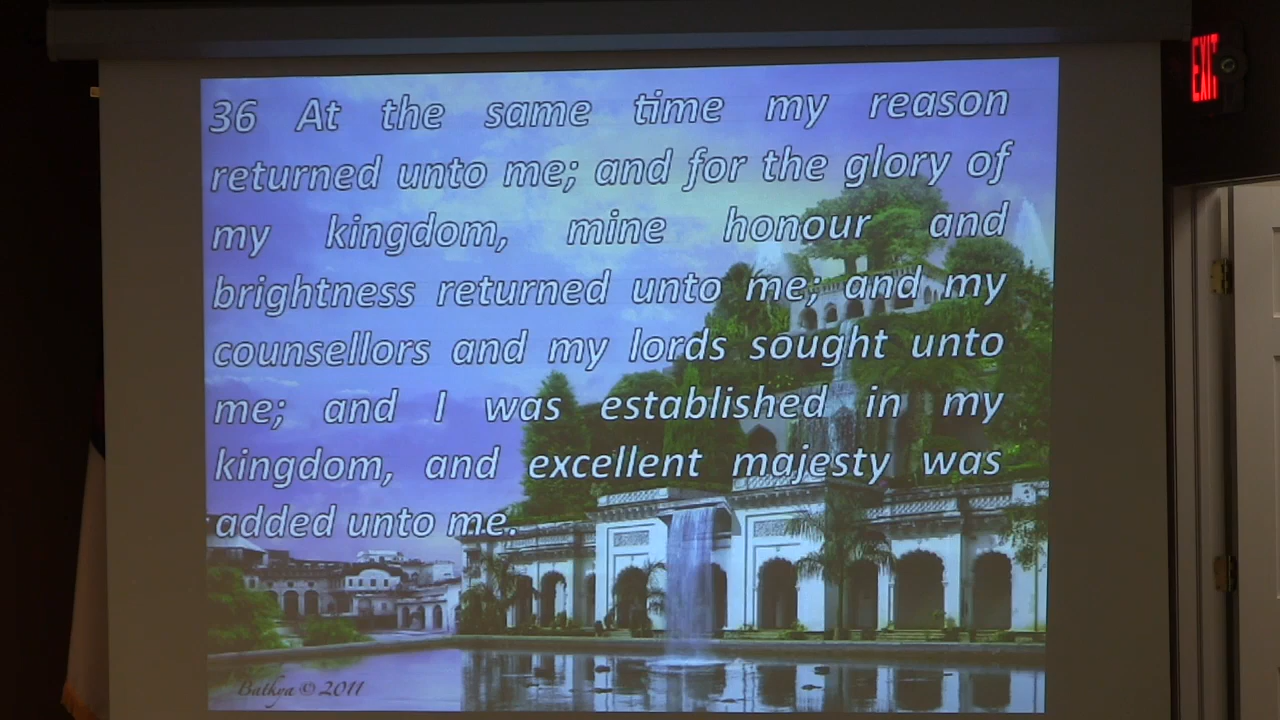 36 At the same time my reason
returned unto me; and for the glory of
my kingdom, mine honour and
brightness returned unto me; and my
counsellors and my lords sought unto
me; and I was established in my
kingdom, and excellent majesty was
added unto me.
Batkya © 2011
EXIT